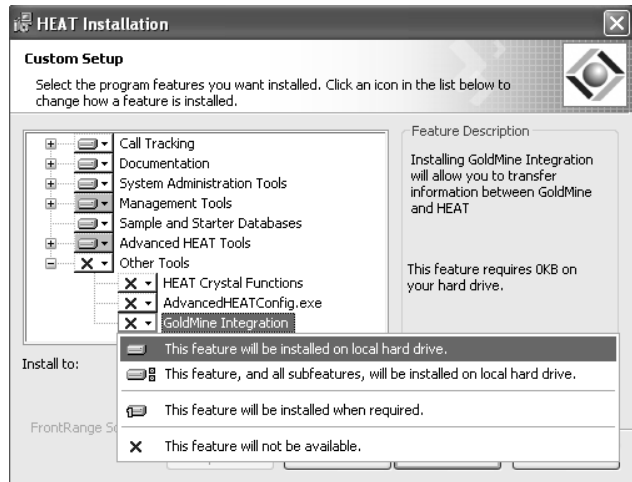 HEAT Installation
Custom Setup
Select the program features you want installed. Click an icon in the list below to
change how a feature is installed.
Call Tracking
Documentation
System Administration Tools
Management Tools
Sample and Starter Databases
Advanced HEAT Tools
Other Tools
HEAT Crystal Functions
AdvancedHEATConfig.exe
GoldMine Integration
Feature Description
Installing GoldMine Integration
will allow you to transfer
information between GoldMine
and HEAT
This feature requires 0KB on
your hard drive.
Install to:
This feature will be installed on local hard drive.
This feature, and all subfeatures, will be installed on local hard drive.
This feature will be installed when required.
This feature will not be available.
FrontRange